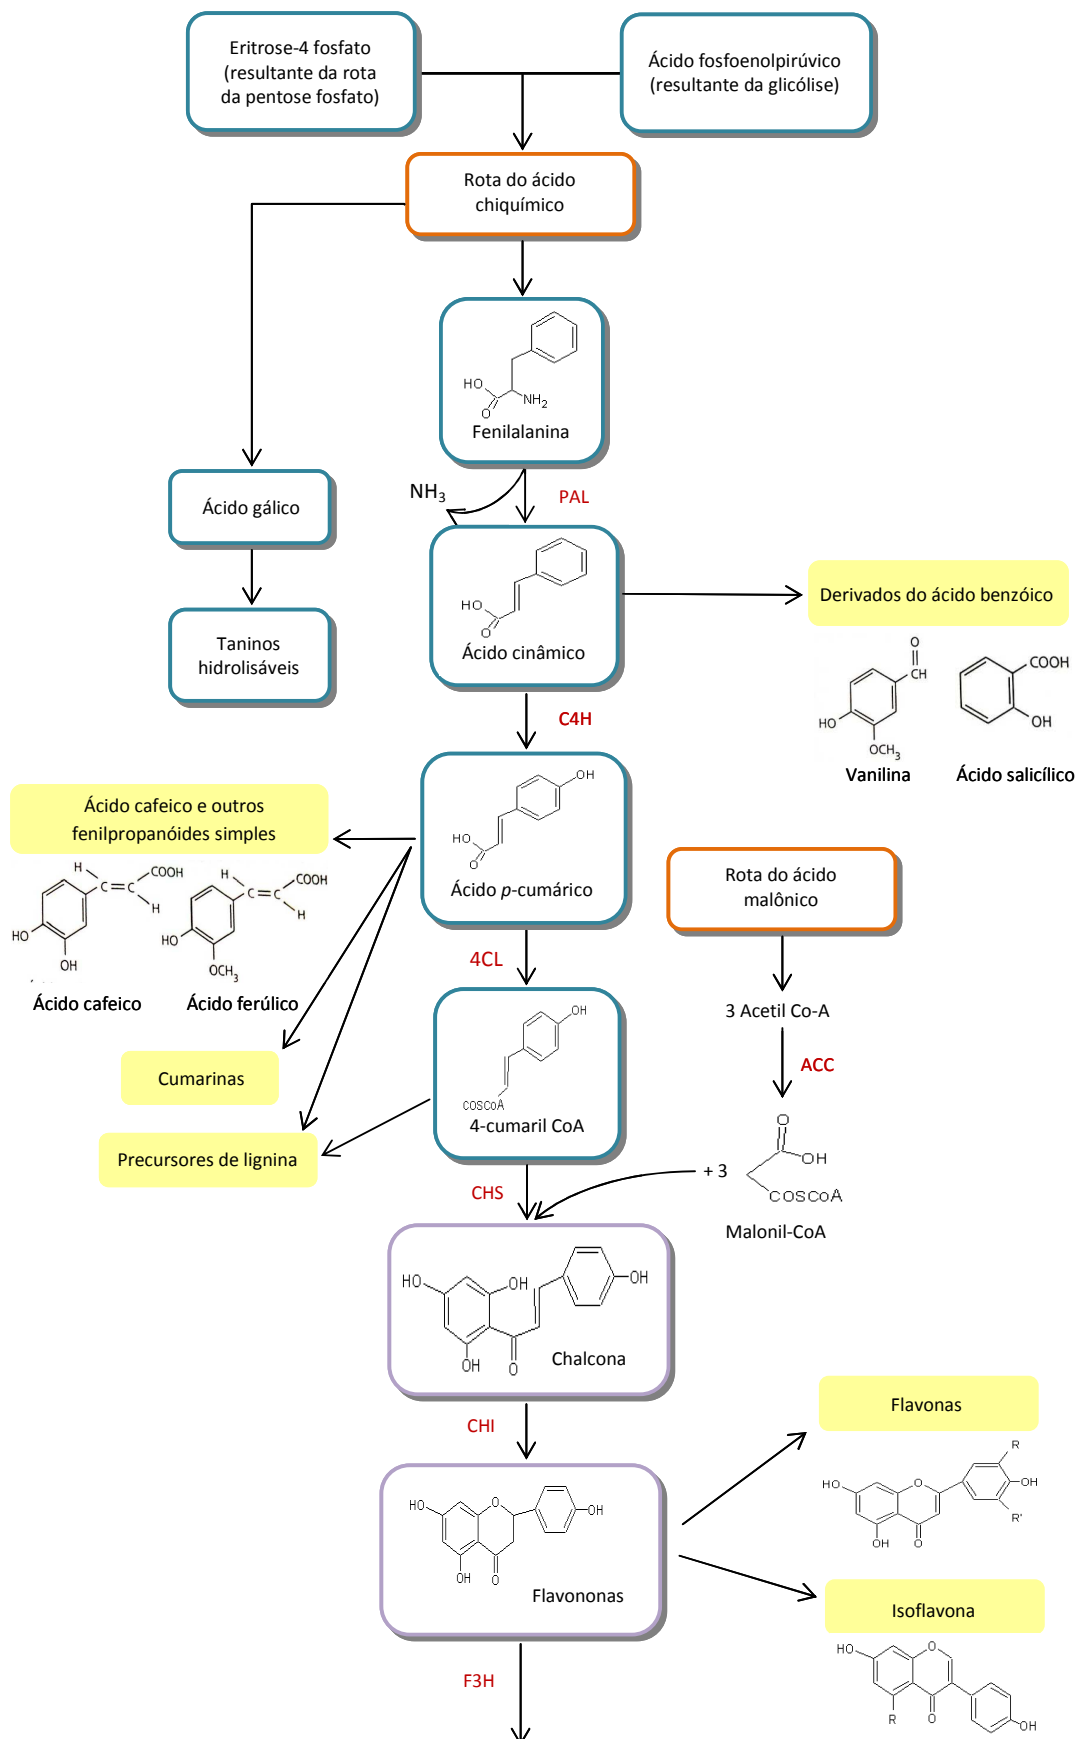 Eritrose-4 fosfato
(resultante da rota
da pentose fosfato)
Ácido fosfoenolpirúvico
(resultante da glicólise)
Rota do ácido
chiquímico
HO
O
NH2
Fenilalanina
NH3
PAL
Ácido gálico
Taninos
hidrolisáveis
HO
O
Ácido cinâmico
Derivados do ácido benzóico
O
CH
HO
OCH3
Vanilina
COOH
OH
Ácido salicílico
C4H
OH
HO
O
Ácido p-cumárico
Ácido cafeico e outros
fenilpropanóides simples
H
COOH
C=C
H
HO
OH
Ácido cafeico
H
COOH
C=C
H
HO
OCH3
Ácido ferúlico
Rota do ácido
malônico
4CL
3 Acetil Co-A
ACC
OH
COSCoA
4-cumaril CoA
Cumarinas
Precursores de lignina
O
OH
+ 3
COSCoA
Malonil-CoA
CHS
HO
OH
OH
OH
O
Chalcona
CHI
Flavonas
R
HO
O
OH
R'
OH
O
HO
O
OH
OH
O
Flavononas
Isoflavona
HO
O
R
O
OH
F3H